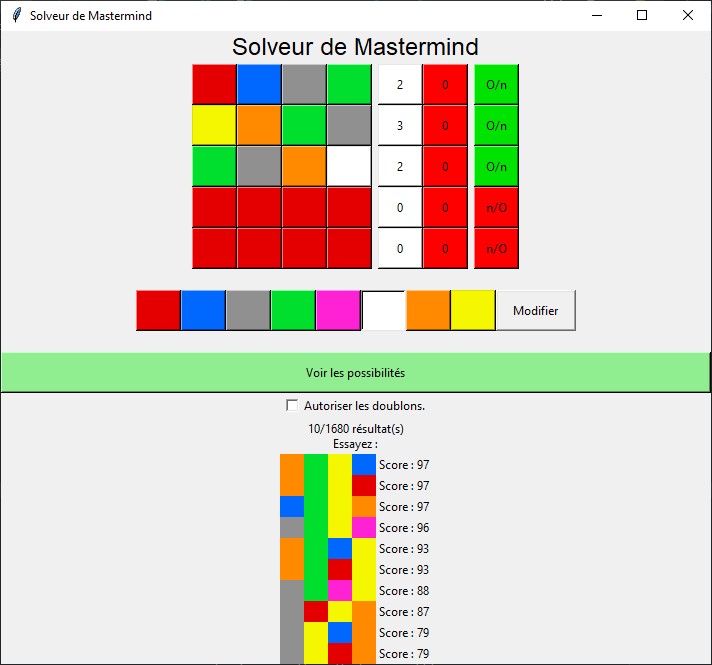 Solveur de Mastermind
Solveur de Mastermind
2 0 O/n
3 0 O/n
2 0 O/n
0 0 n/O
0 0 n/O
Modifier
Voir les possibilités
Autoriser les doublons.
10/1680 résultat(s)
Essayez :
Score : 97
Score : 97
Score : 97
Score : 96
Score : 93
Score : 93
Score : 88
Score : 87
Score : 79
Score : 79